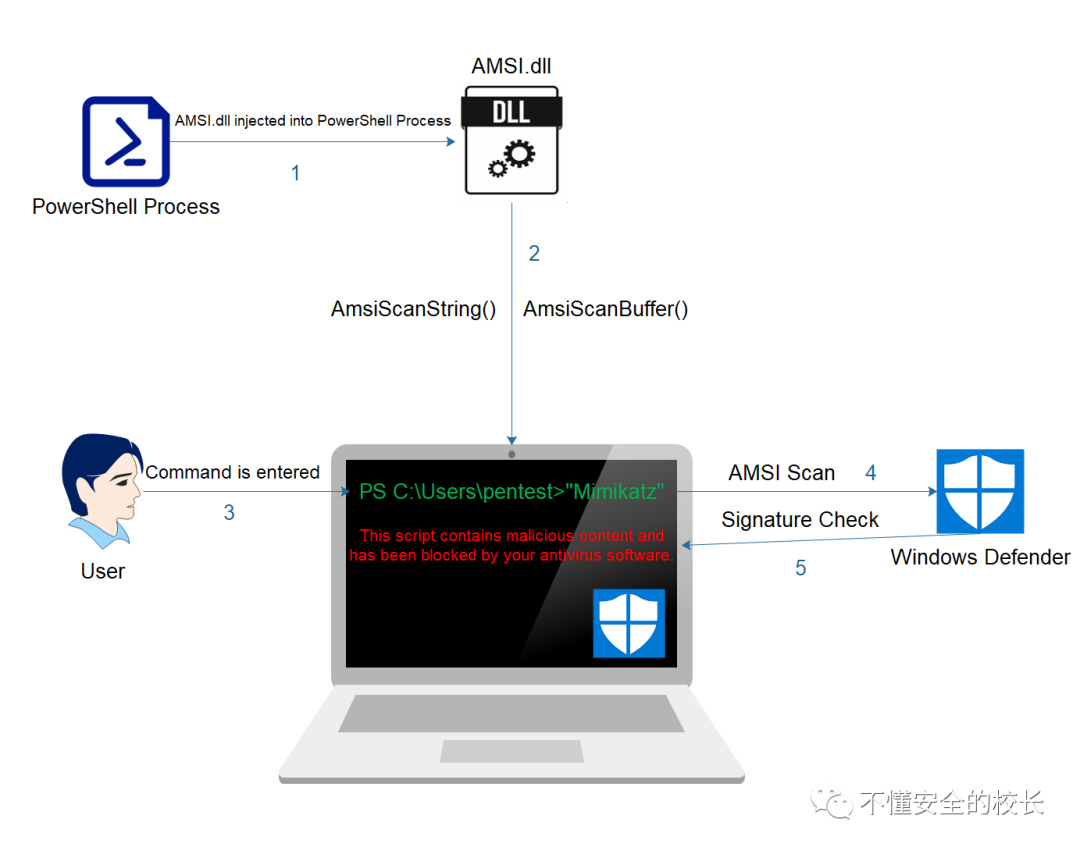 AMSI.dll
DLL
AMSI.dll injected into PowerShell Process
1
PowerShell Process
2
AmsiScanString()
AmsiScanBuffer()
Command is entered
3
User
PS C:\Users\pentest>"Mimikatz"
This script contains malicious content and
has been blocked by your antivirus software.
AMSI Scan
4
Signature Check
5
Windows Defender
不懂安全的校长